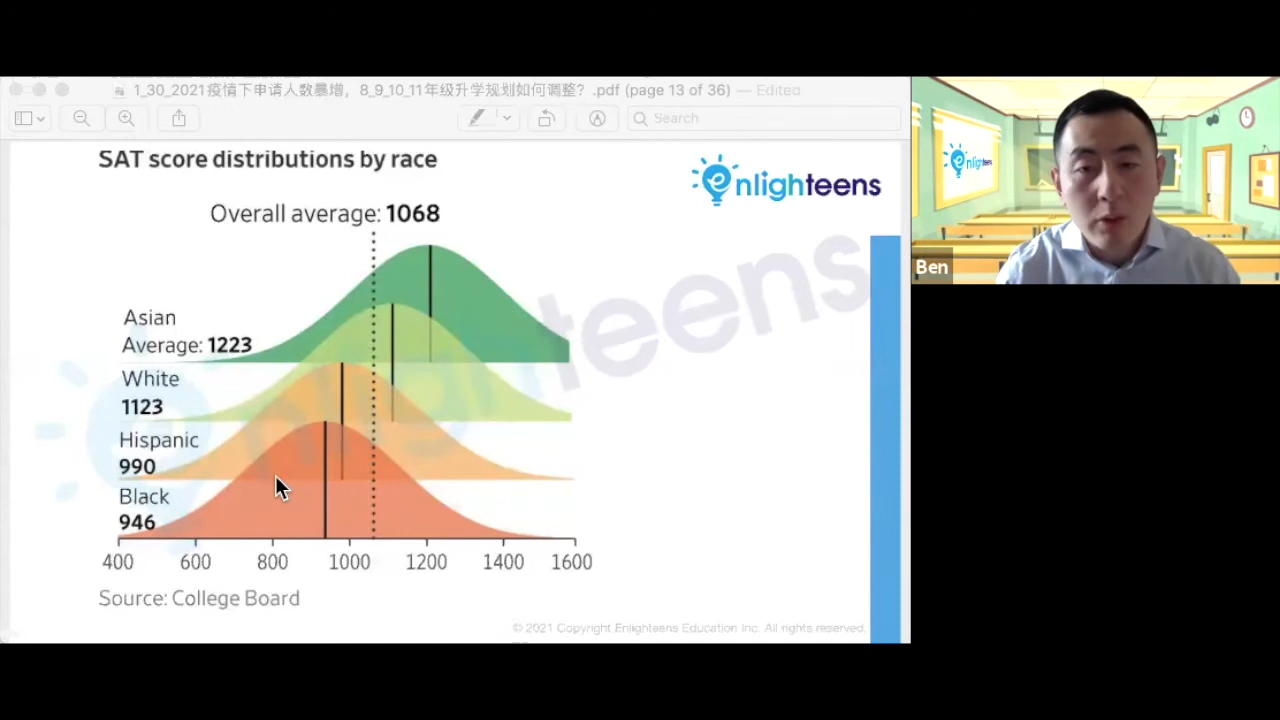 1_30_2021疫情下申请人数暴增，8_9_10_11年级升学规划如何调整？.pdf (page 13 of 36) — Edited
Search
SAT score distributions by race
enlighteens
Overall average: 1068
Asian
Average: 1223
White
1123
Hispanic
990
Black
946
400 600 800 1000 1200 1400 1600
Source: College Board
© 2021 Copyright Enlighteens Education Inc. All rights reserved.
enlighteens
enlighteens
Ben